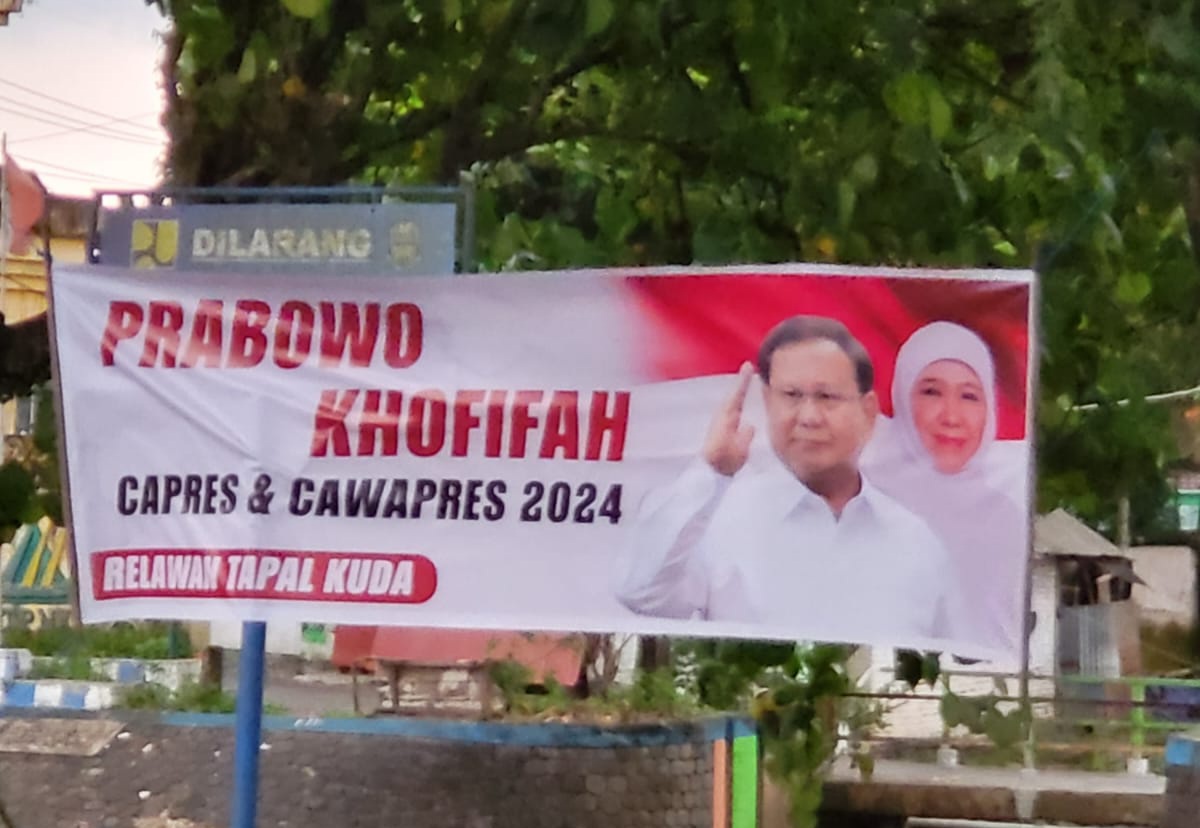 DILARANG
PRABOWO
KHOFIFAH
CAPRES & CAWAPRES 2024
RELAWAN TAPAL KUDA